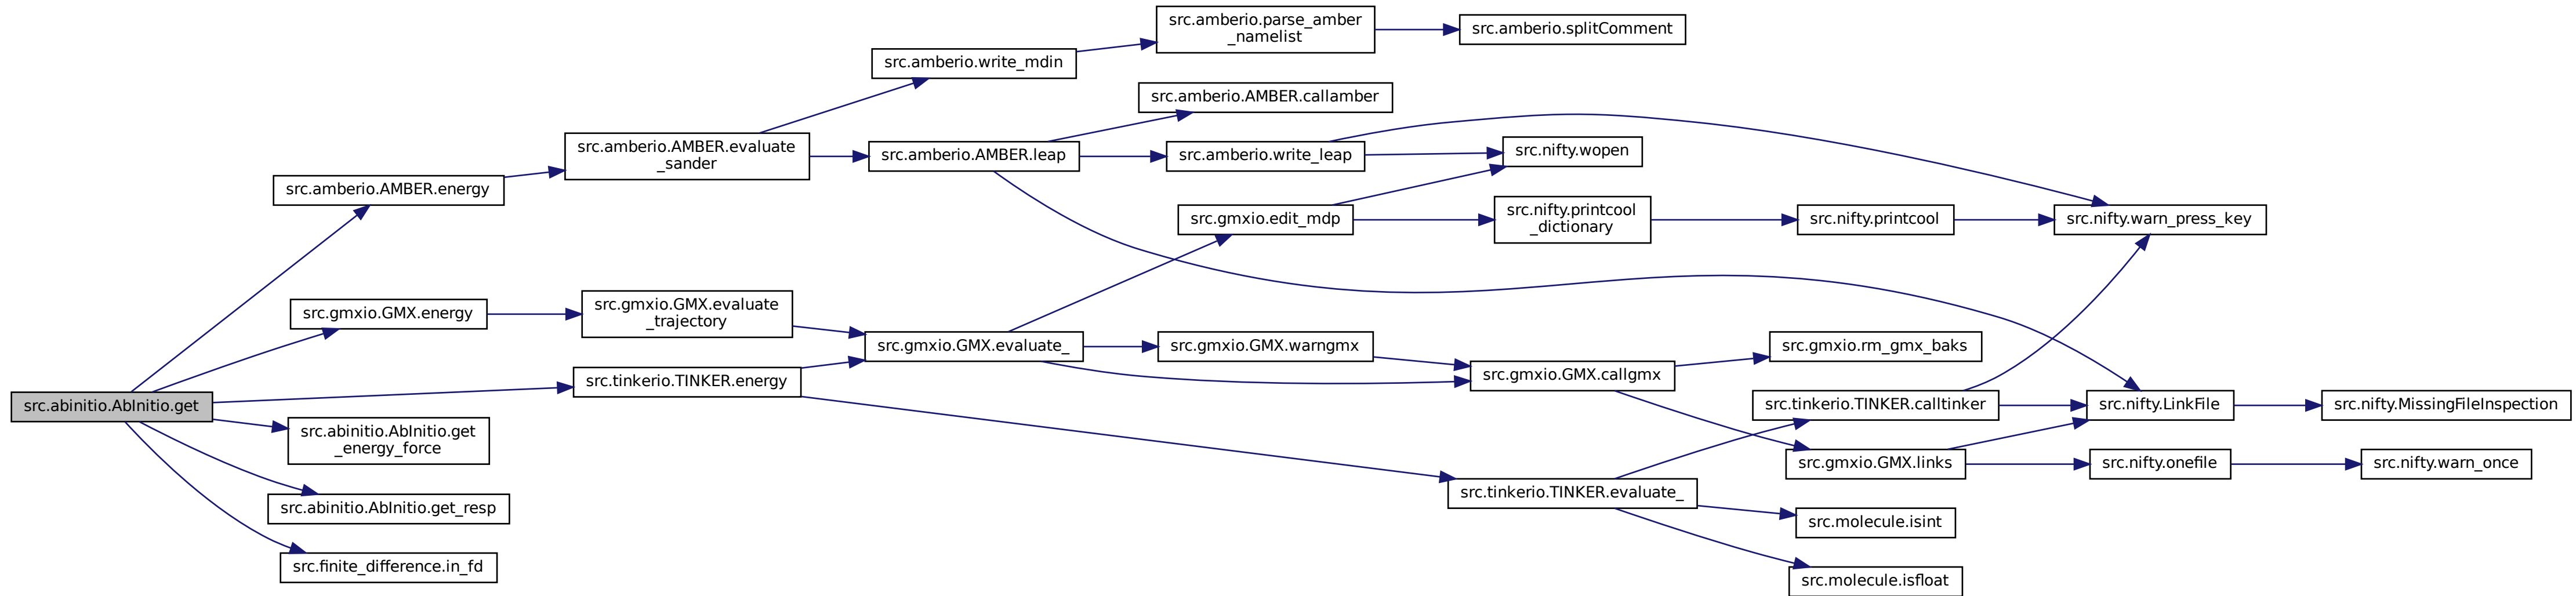 src.abinitio.AbInitio.get
src.amberio.AMBER.energy
src.gmxio.GMX.energy
src.tinkerio.TINKER.energy
src.abinitio.AbInitio.get
_energy_force
src.abinitio.AbInitio.get_resp
src.finite_difference.in_fd
src.amberio.AMBER.evaluate
_sander
src.gmxio.GMX.evaluate
_trajectory
src.amberio.write_mdin
src.amberio.AMBER.leap
src.gmxio.GMX.evaluate_
src.amberio.parse_amber
_namelist
src.amberio.AMBER.callamber
src.amberio.write_leap
src.gmxio.edit_mdp
src.gmxio.GMX.warngmx
src.amberio.splitComment
src.nifty.wopen
src.nifty.printcool
_dictionary
src.gmxio.GMX.callgmx
src.tinkerio.TINKER.evaluate_
src.nifty.printcool
src.gmxio.rm_gmx_baks
src.tinkerio.TINKER.calltinker
src.gmxio.GMX.links
src.molecule.isint
src.molecule.isfloat
src.nifty.warn_press_key
src.nifty.LinkFile
src.nifty.onefile
src.nifty.MissingFileInspection
src.nifty.warn_once